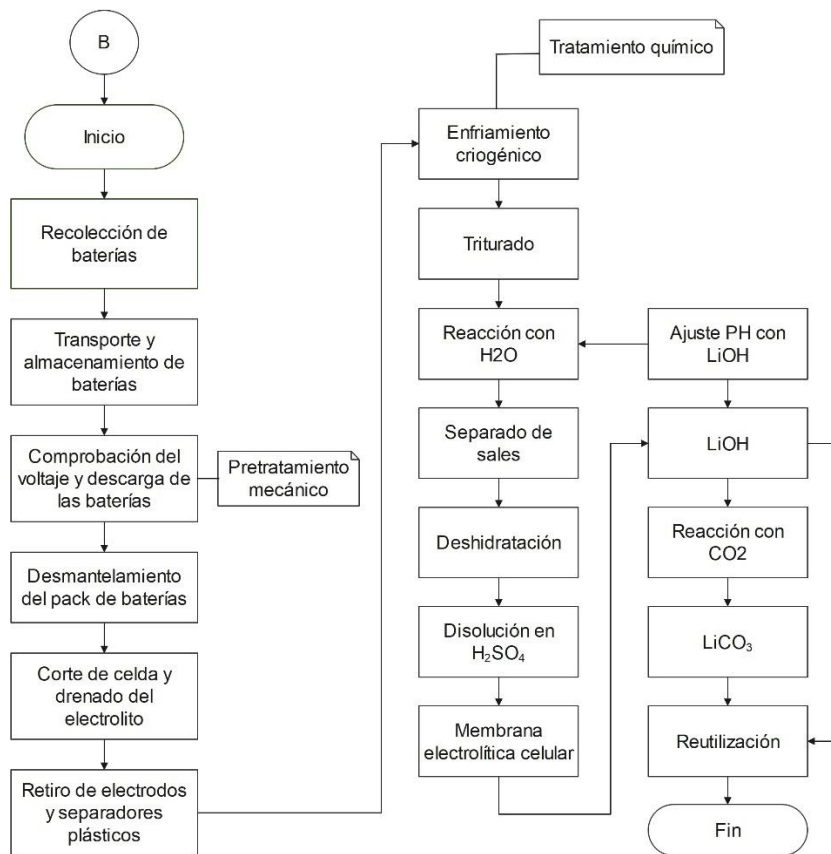 B
Inicio
Recolección de
baterías
Transporte y
almacenamiento de
baterías
Comprobación del
voltaje y descarga de
las baterías
Pretratamiento
mecánico
Desmantelamiento
del pack de baterías
Corte de celda y
drenado del
electrolito
Retiro de electrodos
y separadores
plásticos
Tratamiento químico
Enfriamiento
criogénico
Triturado
Reacción con
H2O
Separado de
sales
Deshidratación
Disolución en
H₂SO₄
Membrana
electrolítica celular
Ajuste PH con
LiOH
LiOH
Reacción con
CO2
LiCO₃
Reutilización
Fin